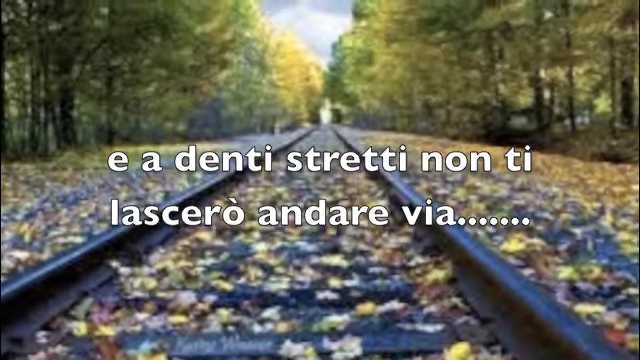 e a denti stretti non ti
lascerò andare via.......